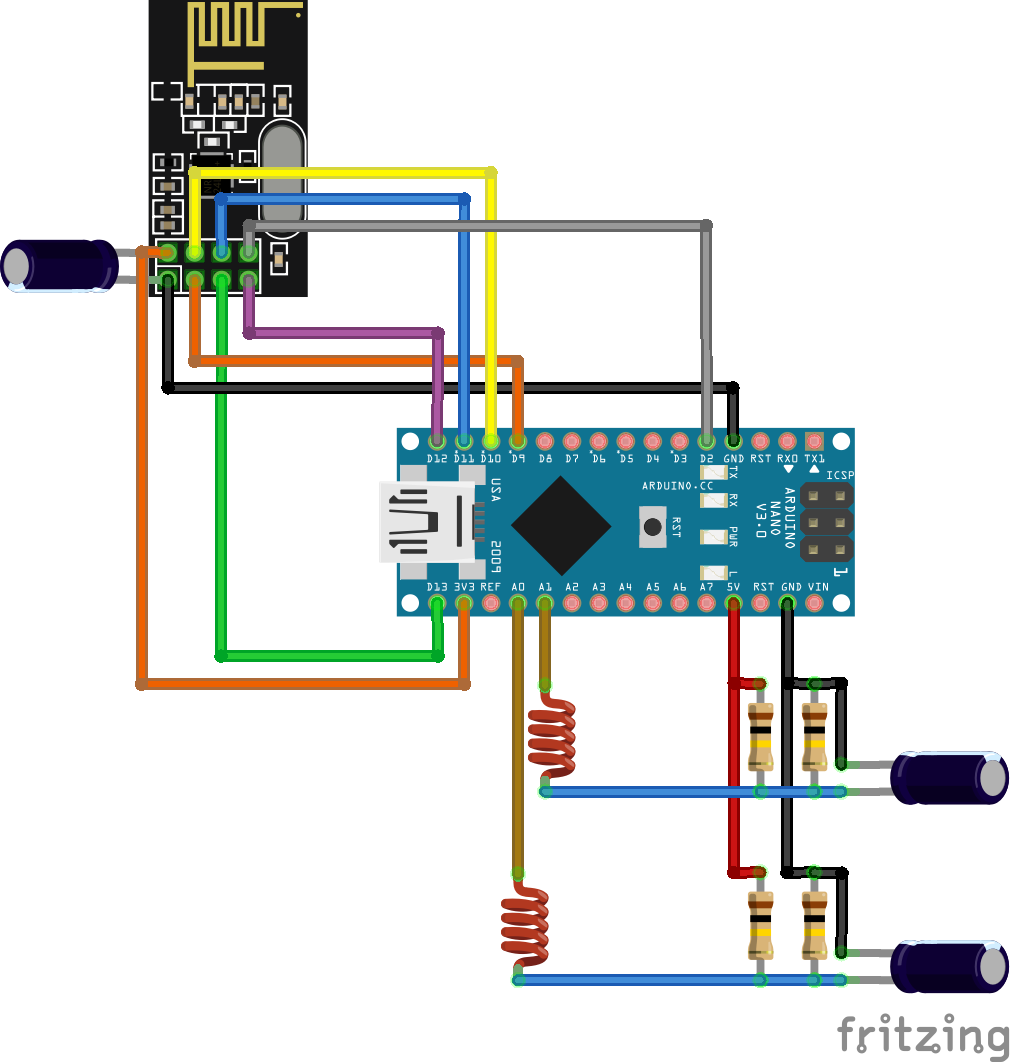 D12 D11 D10 D9 D8 D7 D6 D5 D4 D3 D2 GND RST RX0 TX1
USB
ARDUINO.CC
TX
ICSP
RX
RST
ARDUINO
NANO
V3.0
PWR
2009
L
1
D13 3V3 REF A0 A1 A2 A3 A4 A5 A6 A7 5V RST GND VIN
fritzing